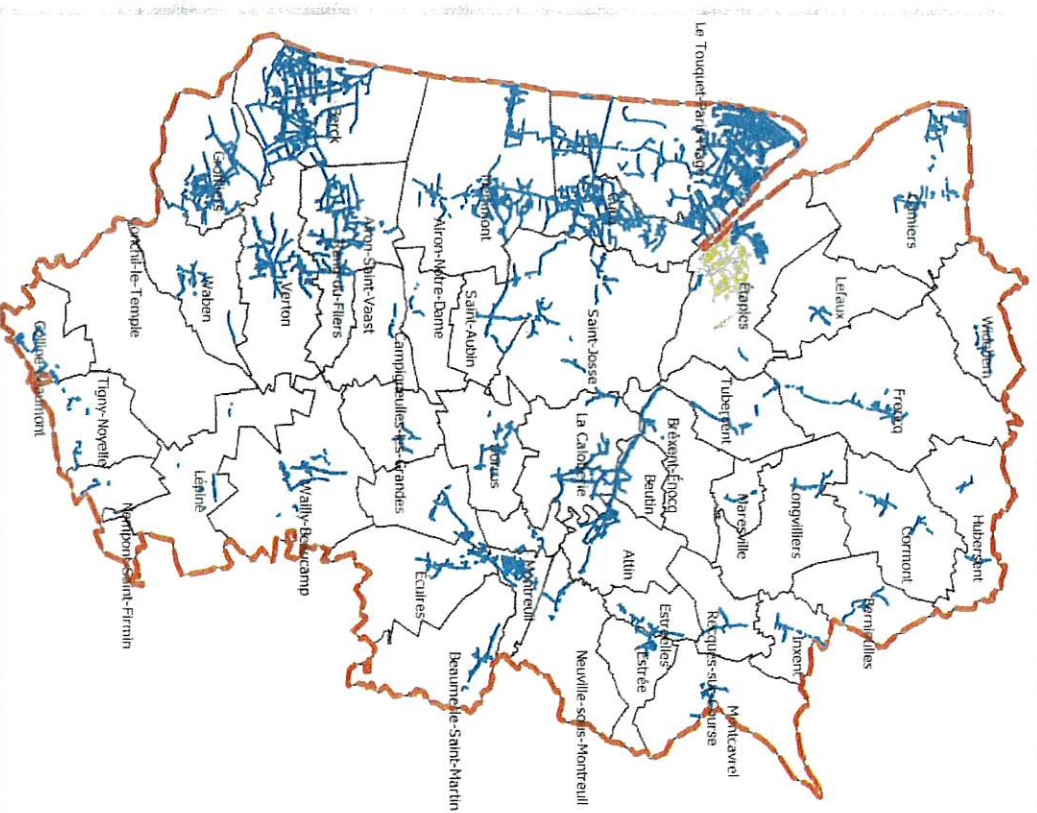 Le Touquet-Paris-Plage
Camiers
Widehem
Lefaux
Frencq
Hubersent
Étaples
Cormont
Tubersent
Longvilliers
Maresville
Bernieulles
Bréxent-Énocq
Inxent
Beutin
Recques-sur-Course
Montcavrel
Cucq
Saint-Josse
La Calotterie
Attin
Estréelles
Estrée
Merlimont
Neuville-sous-Montreuil
Saint-Aubin
Sorrus
Montreuil
Airon-Notre-Dame
Airon-Saint-Vaast
Campigneulles-les-Grandes
Écuires
Beaumerie-Saint-Martin
Berck
Rang-du-Fliers
Verton
Wailly-Beaucamp
Groffliers
Waben
Lépine
Conchil-le-Temple
Tigny-Noyelle
Nempont-Saint-Firmin
Colline-Beaumont